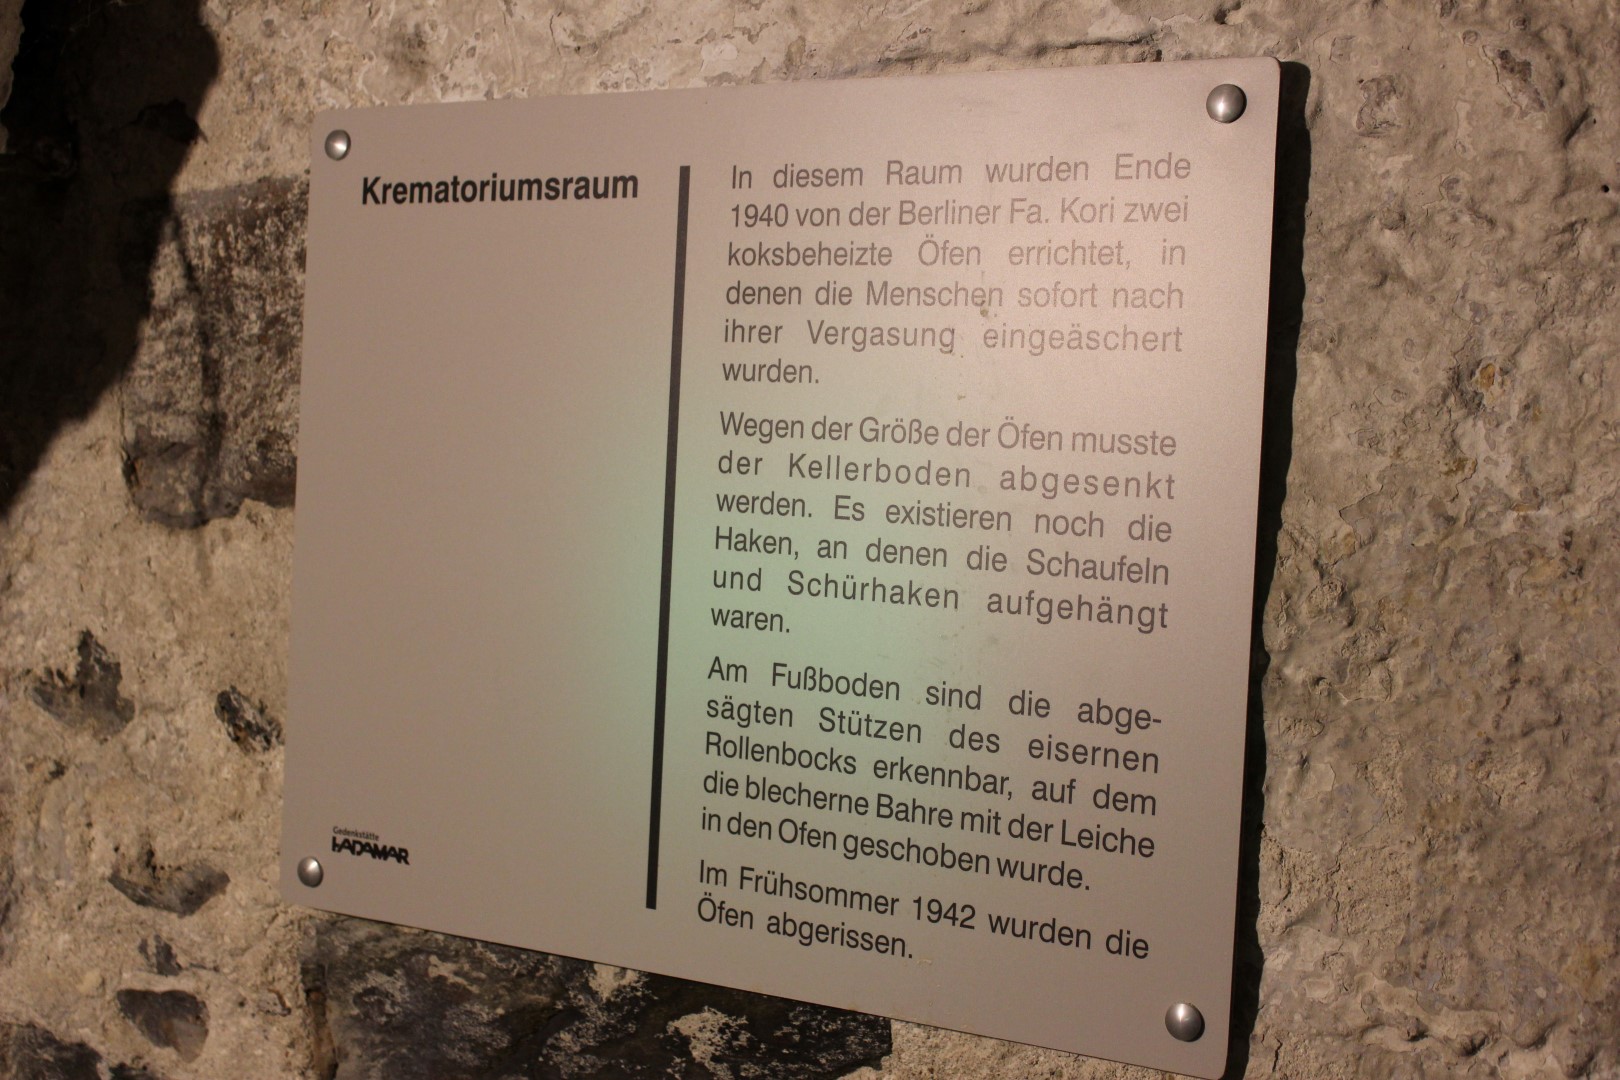 Krematoriumsraum
In diesem Raum wurden Ende
1940 von der Berliner Fa. Kori zwei
koksbeheizte Öfen errichtet, in
denen die Menschen sofort nach
ihrer Vergasung eingeäschert
wurden.
Wegen der Größe der Öfen musste
der Kellerboden abgesenkt
werden. Es existieren noch die
Haken, an denen die Schaufeln
und Schürhaken aufgehängt
waren.
Am Fußboden sind die abge-
sägten Stützen des eisernen
Rollenbocks erkennbar, auf dem
die blecherne Bahre mit der Leiche
in den Ofen geschoben wurde.
Im Frühsommer 1942 wurden die
Öfen abgerissen.
Gedenkstätte
HADAMAR